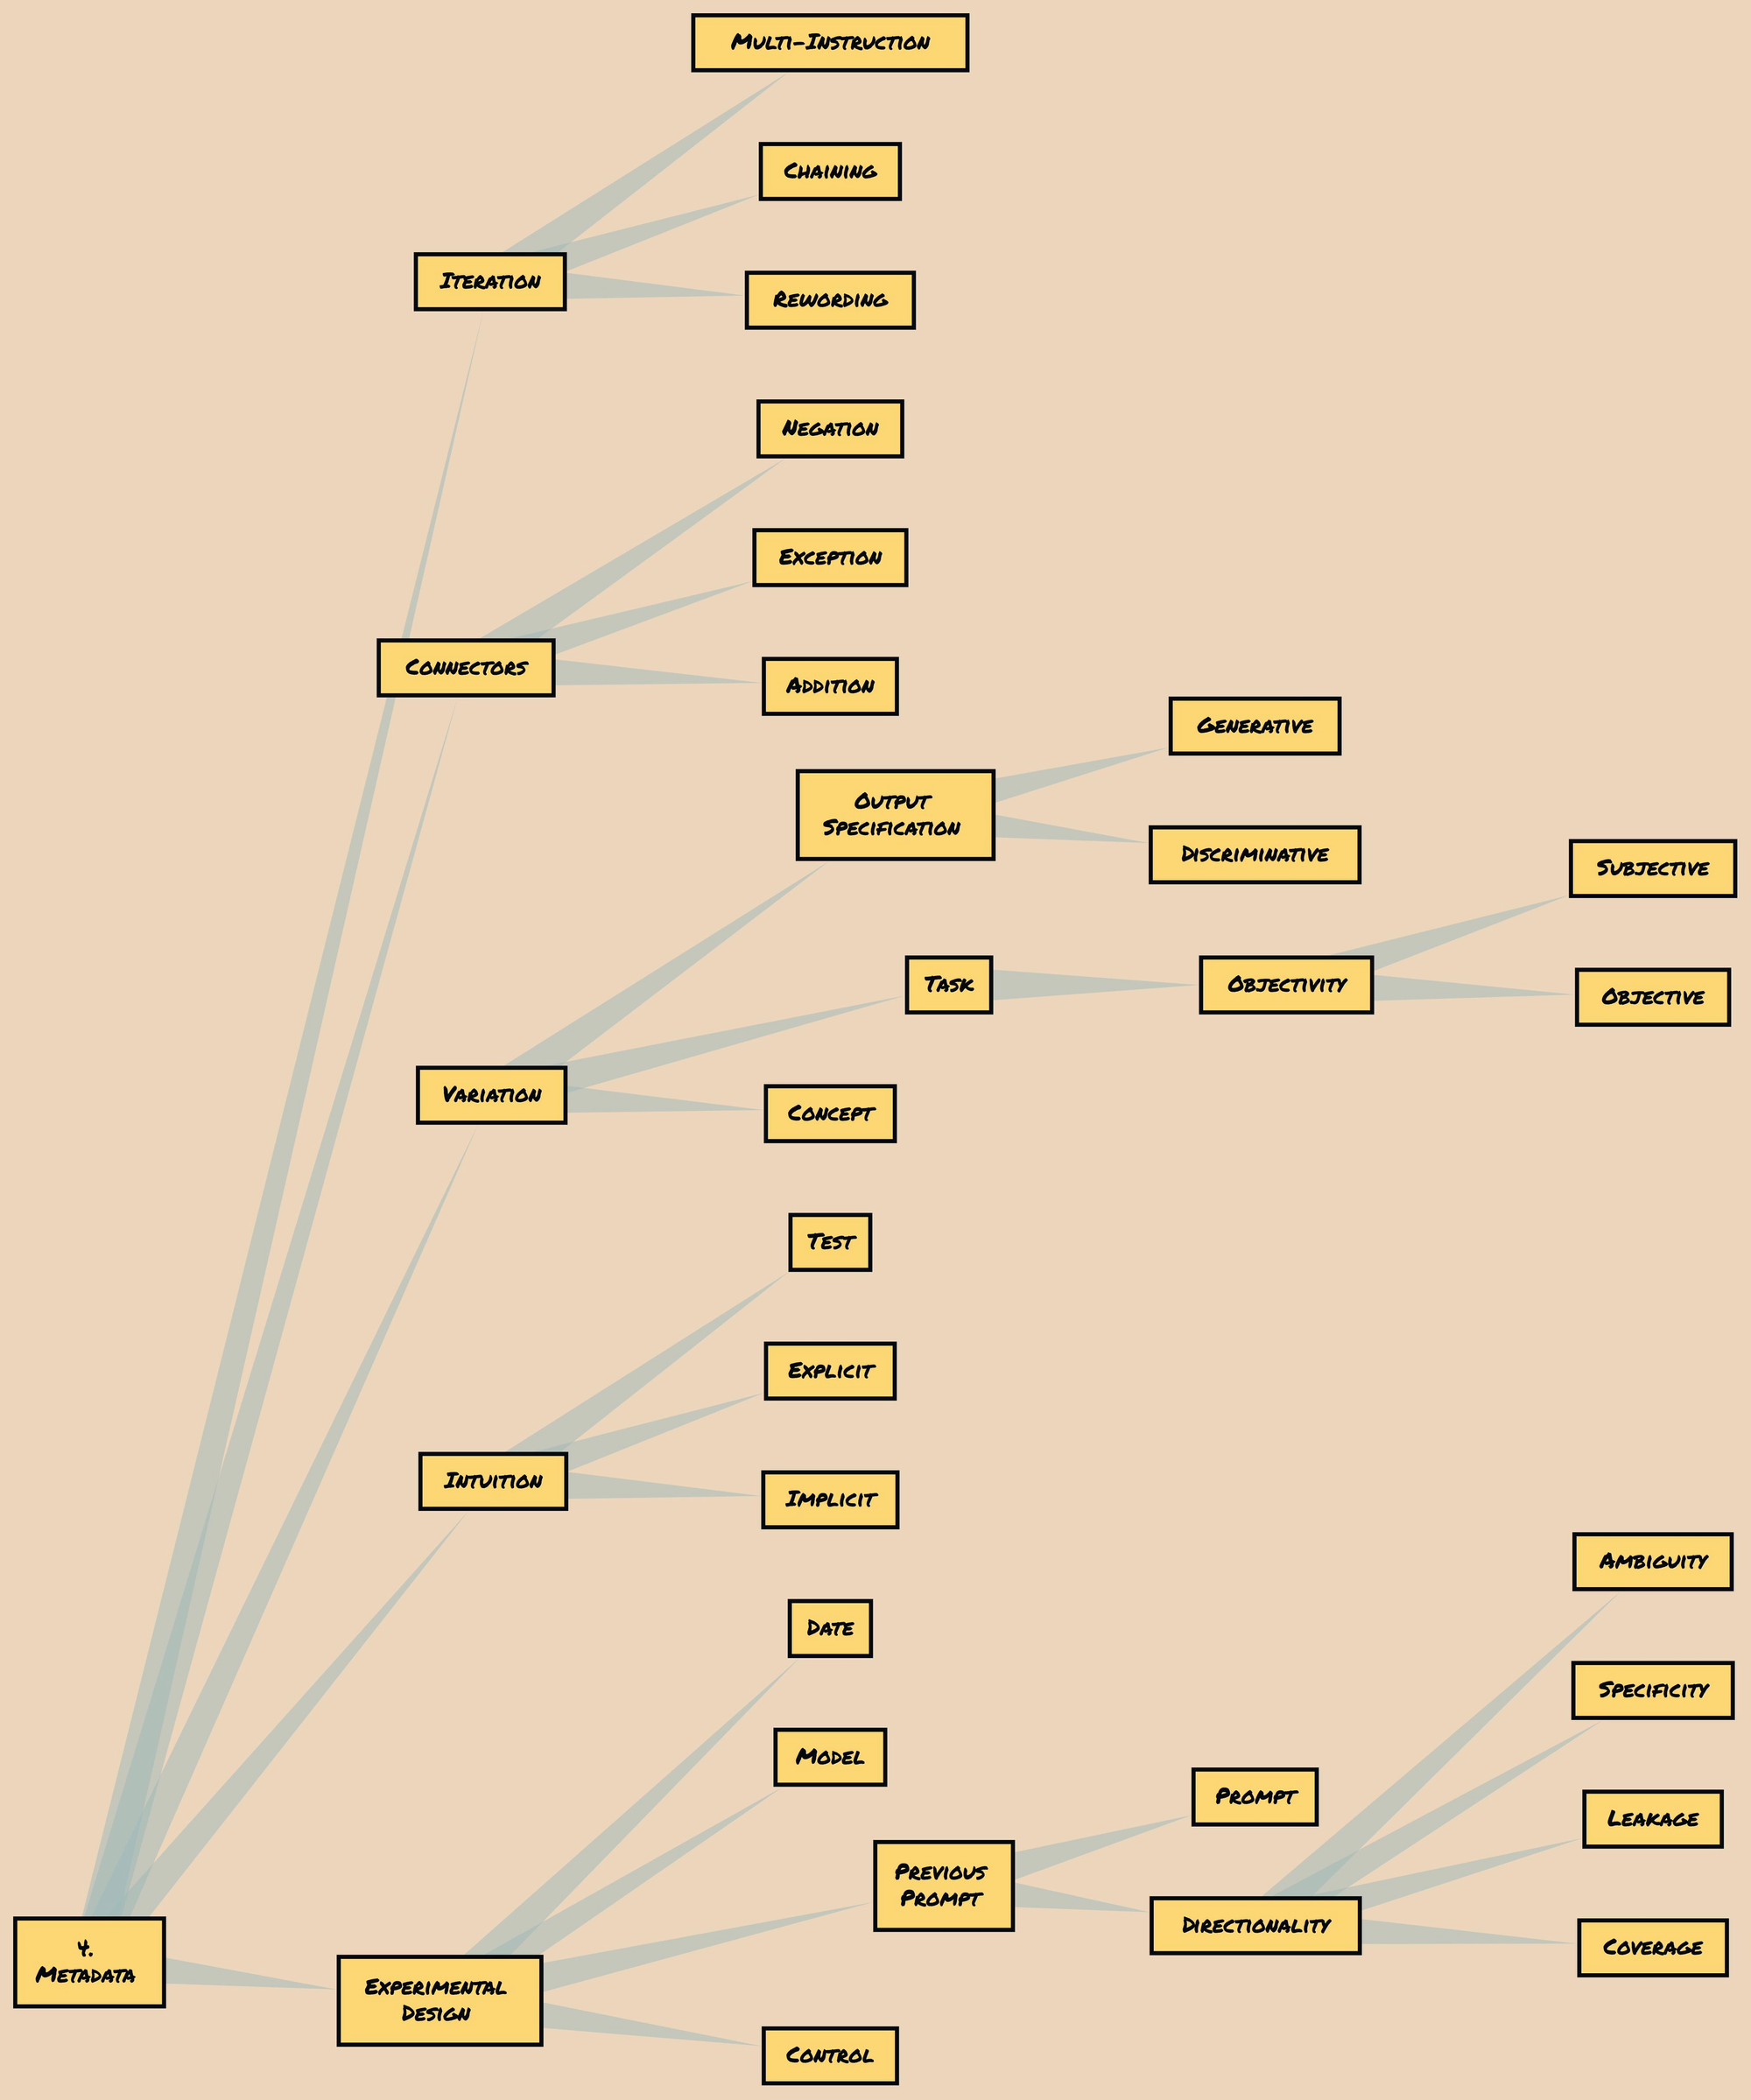 Multi-Instruction
Chaining
Iteration
Rewording
Negation
Exception
Connectors
Addition
Generative
Output
Specification
Discriminative
Subjective
Task
Objectivity
Objective
Variation
Concept
Test
Explicit
Intuition
Implicit
Ambiguity
Date
Specificity
Model
Prompt
Leakage
Previous
Prompt
Directionality
Coverage
4.
Metadata
Experimental
Design
Control